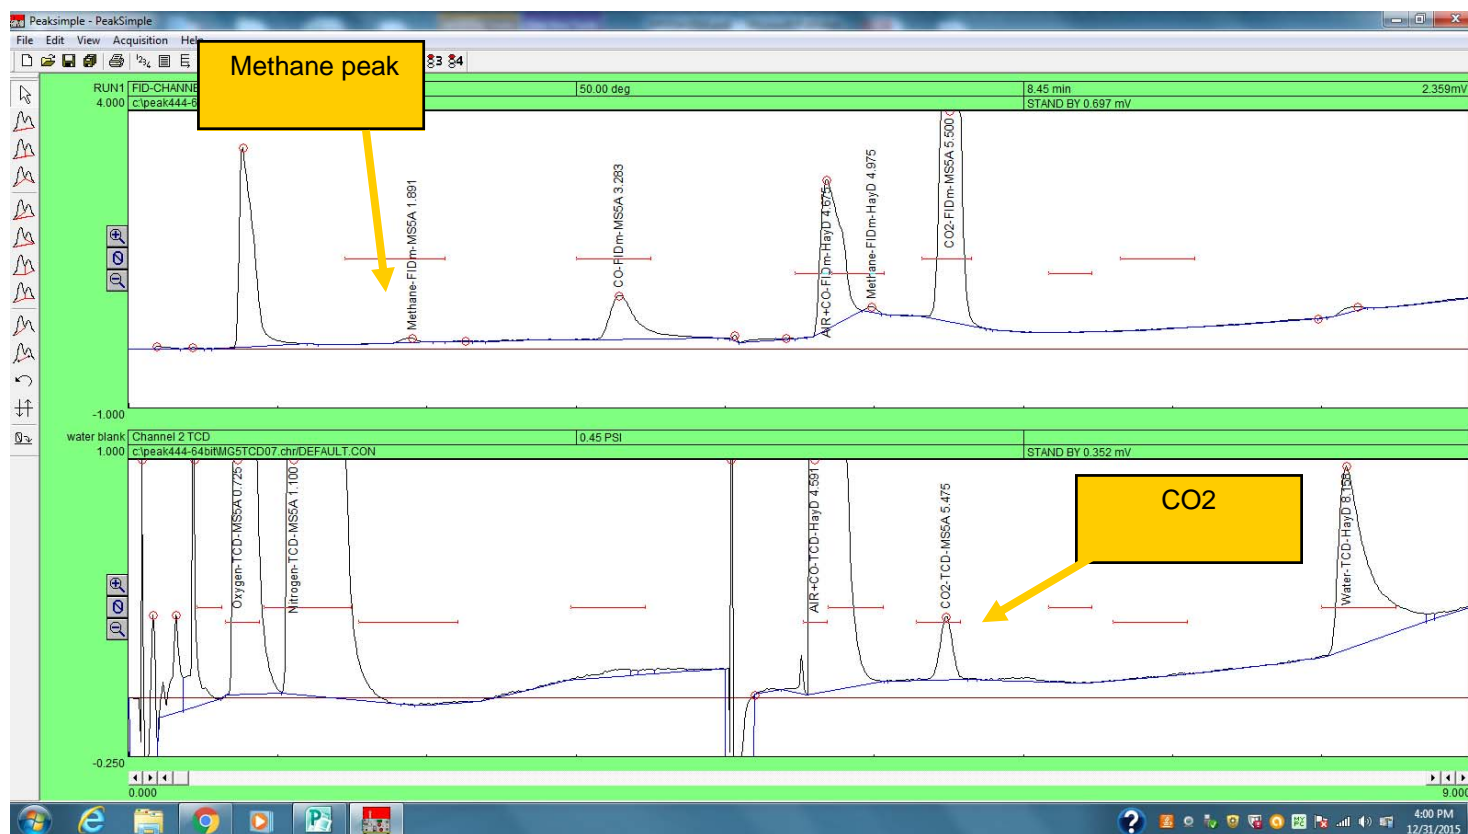 Peaksimple - PeakSimple
File Edit View Acquisition Help
Methane peak
RUN1
4.000
50.00 deg
8.45 min
2.359mV
STAND BY 0.697 mV
Methane-FIDm-MS5A 1.891
CO-FIDm-MS5A 3.283
AIR+CO-FIDm-HayD 4.675
Methane-FIDm-HayD 4.975
CO2-FIDm-MS5A 5.500
-1.000
water blank
Channel 2 TCD
0.45 PSI
1.000
c:\peak444-64bit\MG5TCD07.chr/DEFAULT.CON
STAND BY 0.352 mV
Oxygen-TCD-MS5A 0.725
Nitrogen-TCD-MS5A 1.100
AIR+CO-TCD-HayD 4.591
CO2-TCD-MS5A 5.475
CO2
Water-TCD-HayD 8.158
-0.250
0.000
9.000
4:00 PM
12/31/2015